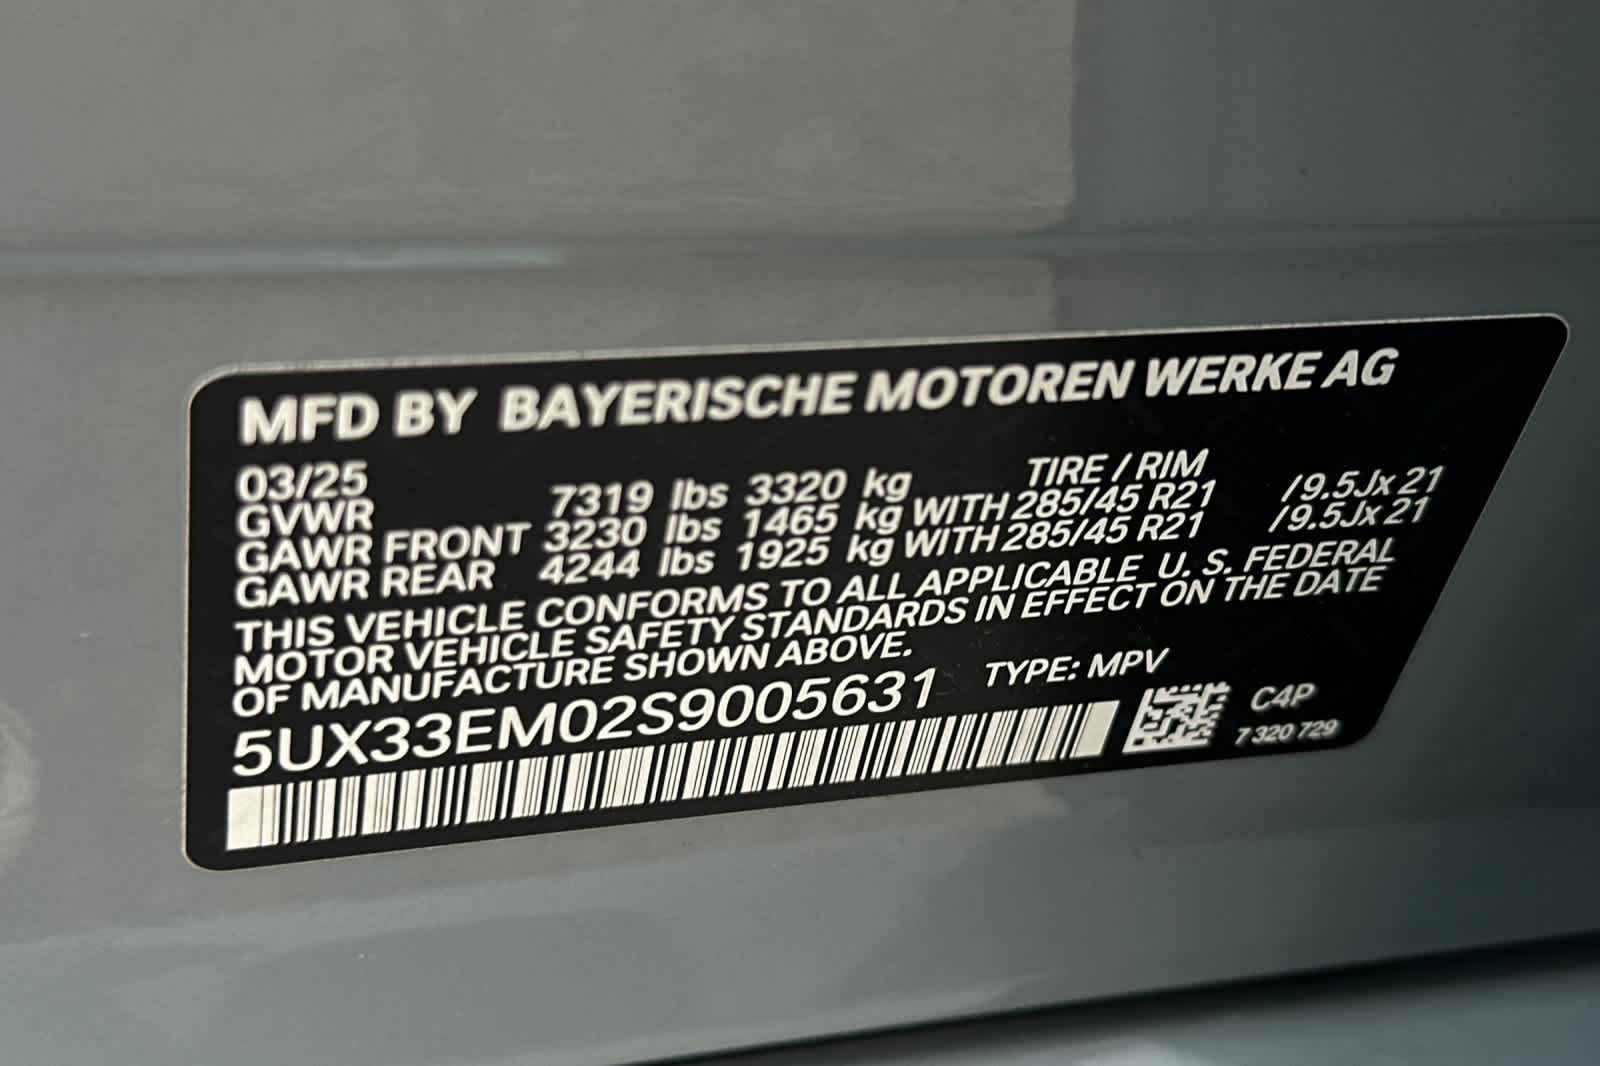 MFD BY BAYERISCHE MOTOREN WERKE AG
03/25 TIRE / RIM
GVWR 7319 lbs 3320 kg
GAWR FRONT 3230 lbs 1465 kg WITH 285/45 R21 /9.5Jx 21
GAWR REAR 4244 lbs 1925 kg WITH 285/45 R21 /9.5Jx 21
THIS VEHICLE CONFORMS TO ALL APPLICABLE U. S. FEDERAL
MOTOR VEHICLE SAFETY STANDARDS IN EFFECT ON THE DATE
OF MANUFACTURE SHOWN ABOVE.
5UX33EM02S9005631 TYPE: MPV
C4P
7 320 729